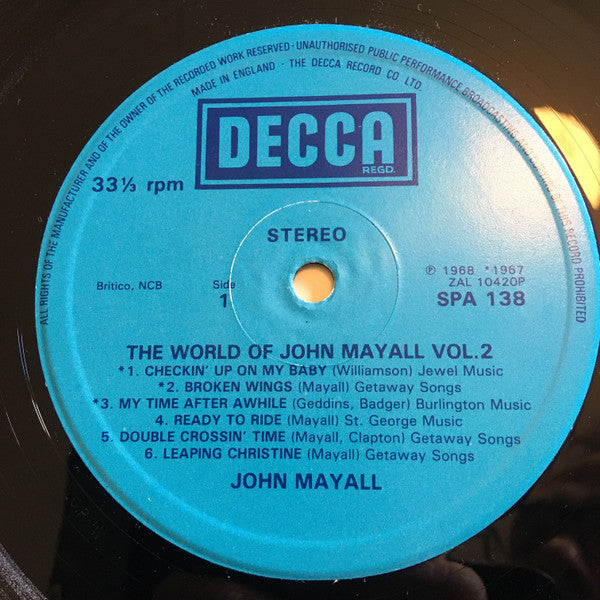 ALL RIGHTS OF THE MANUFACTURER AND OF THE OWNER OF THE RECORDED WORK RESERVED · UNAUTHORISED PUBLIC PERFORMANCE BROADCASTING THIS RECORD PROHIBITED
MADE IN ENGLAND · THE DECCA RECORD CO. LTD.
DECCA
REGD.
33⅓ rpm
STEREO
Britico, NCB
Side
1
℗ 1968 *1967
ZAL 10420P
SPA 138
THE WORLD OF JOHN MAYALL VOL.2
*1. CHECKIN' UP ON MY BABY (Williamson) Jewel Music
*2. BROKEN WINGS (Mayall) Getaway Songs
*3. MY TIME AFTER AWHILE (Geddins, Badger) Burlington Music
4. READY TO RIDE (Mayall) St. George Music
5. DOUBLE CROSSIN' TIME (Mayall, Clapton) Getaway Songs
6. LEAPING CHRISTINE (Mayall) Getaway Songs
JOHN MAYALL